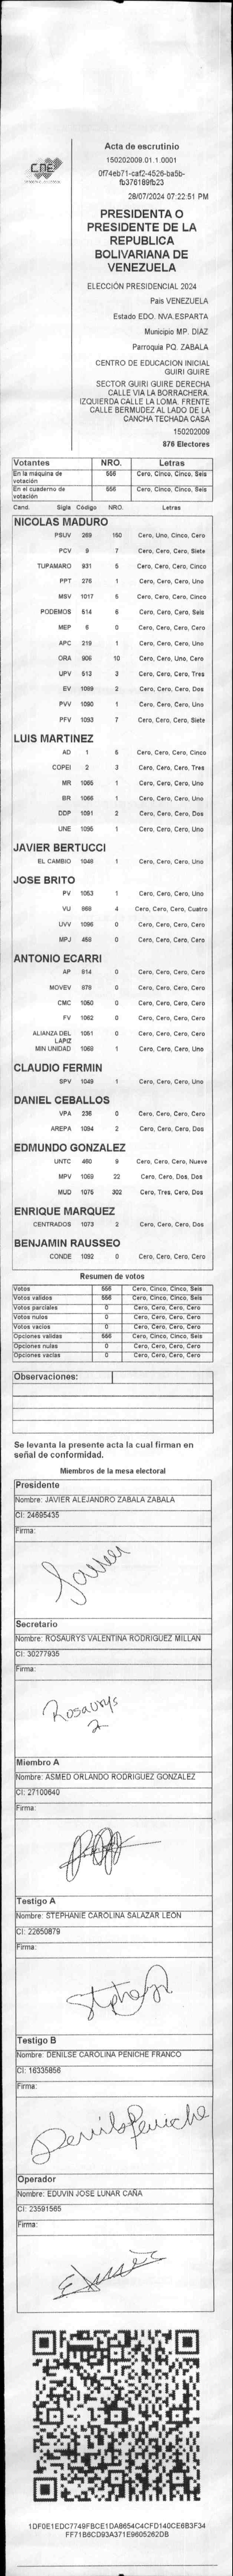 CNE
Acta de escrutinio
150202009.01.1.0001
0f74eb71-caf2-4526-ba5b-
fb376189fb23
28/07/2024 07:22:51 PM
PRESIDENTA O
PRESIDENTE DE LA
REPUBLICA
BOLIVARIANA DE
VENEZUELA
ELECCIÓN PRESIDENCIAL 2024
Pais VENEZUELA
Estado EDO. NVA.ESPARTA
Municipio MP. DIAZ
Parroquia PQ. ZABALA
CENTRO DE EDUCACION INICIAL
GUIRI GUIRE
SECTOR GUIRI GUIRE DERECHA
CALLE VIA LA BORRACHERA.
IZQUIERDA CALLE LA LOMA. FRENTE
CALLE BERMUDEZ AL LADO DE LA
CANCHA TECHADA CASA
150202009
876 Electores
Votantes NRO. Letras
En la máquina de votación 556 Cero, Cinco, Cinco, Seis
En el cuaderno de votación 556 Cero, Cinco, Cinco, Seis
Cand. Sigla Código NRO. Letras
NICOLAS MADURO
PSUV 269 150 Cero, Uno, Cinco, Cero
PCV 9 7 Cero, Cero, Cero, Siete
TUPAMARO 931 5 Cero, Cero, Cero, Cinco
PPT 276 1 Cero, Cero, Cero, Uno
MSV 1017 5 Cero, Cero, Cero, Cinco
PODEMOS 514 6 Cero, Cero, Cero, Seis
MEP 6 0 Cero, Cero, Cero, Cero
APC 219 1 Cero, Cero, Cero, Uno
ORA 906 10 Cero, Cero, Uno, Cero
UPV 513 3 Cero, Cero, Cero, Tres
EV 1089 2 Cero, Cero, Cero, Dos
PVV 1090 1 Cero, Cero, Cero, Uno
PFV 1093 7 Cero, Cero, Cero, Siete
LUIS MARTINEZ
AD 1 5 Cero, Cero, Cero, Cinco
COPEI 2 3 Cero, Cero, Cero, Tres
MR 1065 1 Cero, Cero, Cero, Uno
BR 1066 1 Cero, Cero, Cero, Uno
DDP 1091 2 Cero, Cero, Cero, Dos
UNE 1095 1 Cero, Cero, Cero, Uno
JAVIER BERTUCCI
EL CAMBIO 1048 1 Cero, Cero, Cero, Uno
JOSE BRITO
PV 1053 1 Cero, Cero, Cero, Uno
VU 868 4 Cero, Cero, Cero, Cuatro
UVV 1096 0 Cero, Cero, Cero, Cero
MPJ 458 0 Cero, Cero, Cero, Cero
ANTONIO ECARRI
AP 814 0 Cero, Cero, Cero, Cero
MOVEV 878 0 Cero, Cero, Cero, Cero
CMC 1050 0 Cero, Cero, Cero, Cero
FV 1062 0 Cero, Cero, Cero, Cero
ALIANZA DEL LAPIZ 1051 0 Cero, Cero, Cero, Cero
MIN UNIDAD 1068 1 Cero, Cero, Cero, Uno
CLAUDIO FERMIN
SPV 1049 1 Cero, Cero, Cero, Uno
DANIEL CEBALLOS
VPA 236 0 Cero, Cero, Cero, Cero
AREPA 1094 2 Cero, Cero, Cero, Dos
EDMUNDO GONZALEZ
UNTC 460 9 Cero, Cero, Cero, Nueve
MPV 1069 22 Cero, Cero, Dos, Dos
MUD 1075 302 Cero, Tres, Cero, Dos
ENRIQUE MARQUEZ
CENTRADOS 1073 2 Cero, Cero, Cero, Dos
BENJAMIN RAUSSEO
CONDE 1092 0 Cero, Cero, Cero, Cero
Resumen de votos
Votos 556 Cero, Cinco, Cinco, Seis
Votos validos 556 Cero, Cinco, Cinco, Seis
Votos parciales 0 Cero, Cero, Cero, Cero
Votos nulos 0 Cero, Cero, Cero, Cero
Votos vacios 0 Cero, Cero, Cero, Cero
Opciones validas 556 Cero, Cinco, Cinco, Seis
Opciones nulas 0 Cero, Cero, Cero, Cero
Opciones vacias 0 Cero, Cero, Cero, Cero
Observaciones:
Se levanta la presente acta la cual firman en
señal de conformidad.
Miembros de la mesa electoral
Presidente
Nombre: JAVIER ALEJANDRO ZABALA ZABALA
CI: 24695435
Firma:
Javier
Secretario
Nombre: ROSAURYS VALENTINA RODRIGUEZ MILLAN
CI: 30277935
Firma:
Rosaurys
Miembro A
Nombre: ASMED ORLANDO RODRIGUEZ GONZALEZ
CI: 27100640
Firma:
Testigo A
Nombre: STEPHANIE CAROLINA SALAZAR LEON
CI: 22650879
Firma:
Testigo B
Nombre: DENILSE CAROLINA PENICHE FRANCO
CI: 16335856
Firma:
Denilse Peniche
Operador
Nombre: EDUVIN JOSE LUNAR CAÑA
CI: 23591565
Firma:
1DF0E1EDC7749FBCE1DA8654C4CFD140CE6B3F34
FF71B6CD93A371E9605262DB